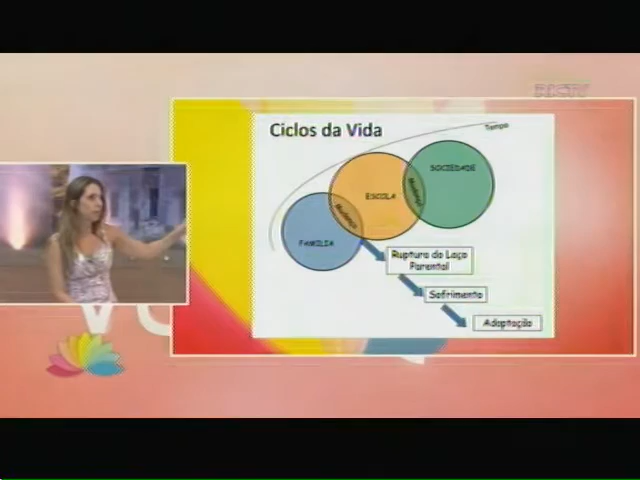 Ciclos da Vida
Tempo
SOCIEDADE
ESCOLA
Mudança
Mudança
FAMILIA
Ruptura do Laço
Parental
Sofrimento
Adaptação